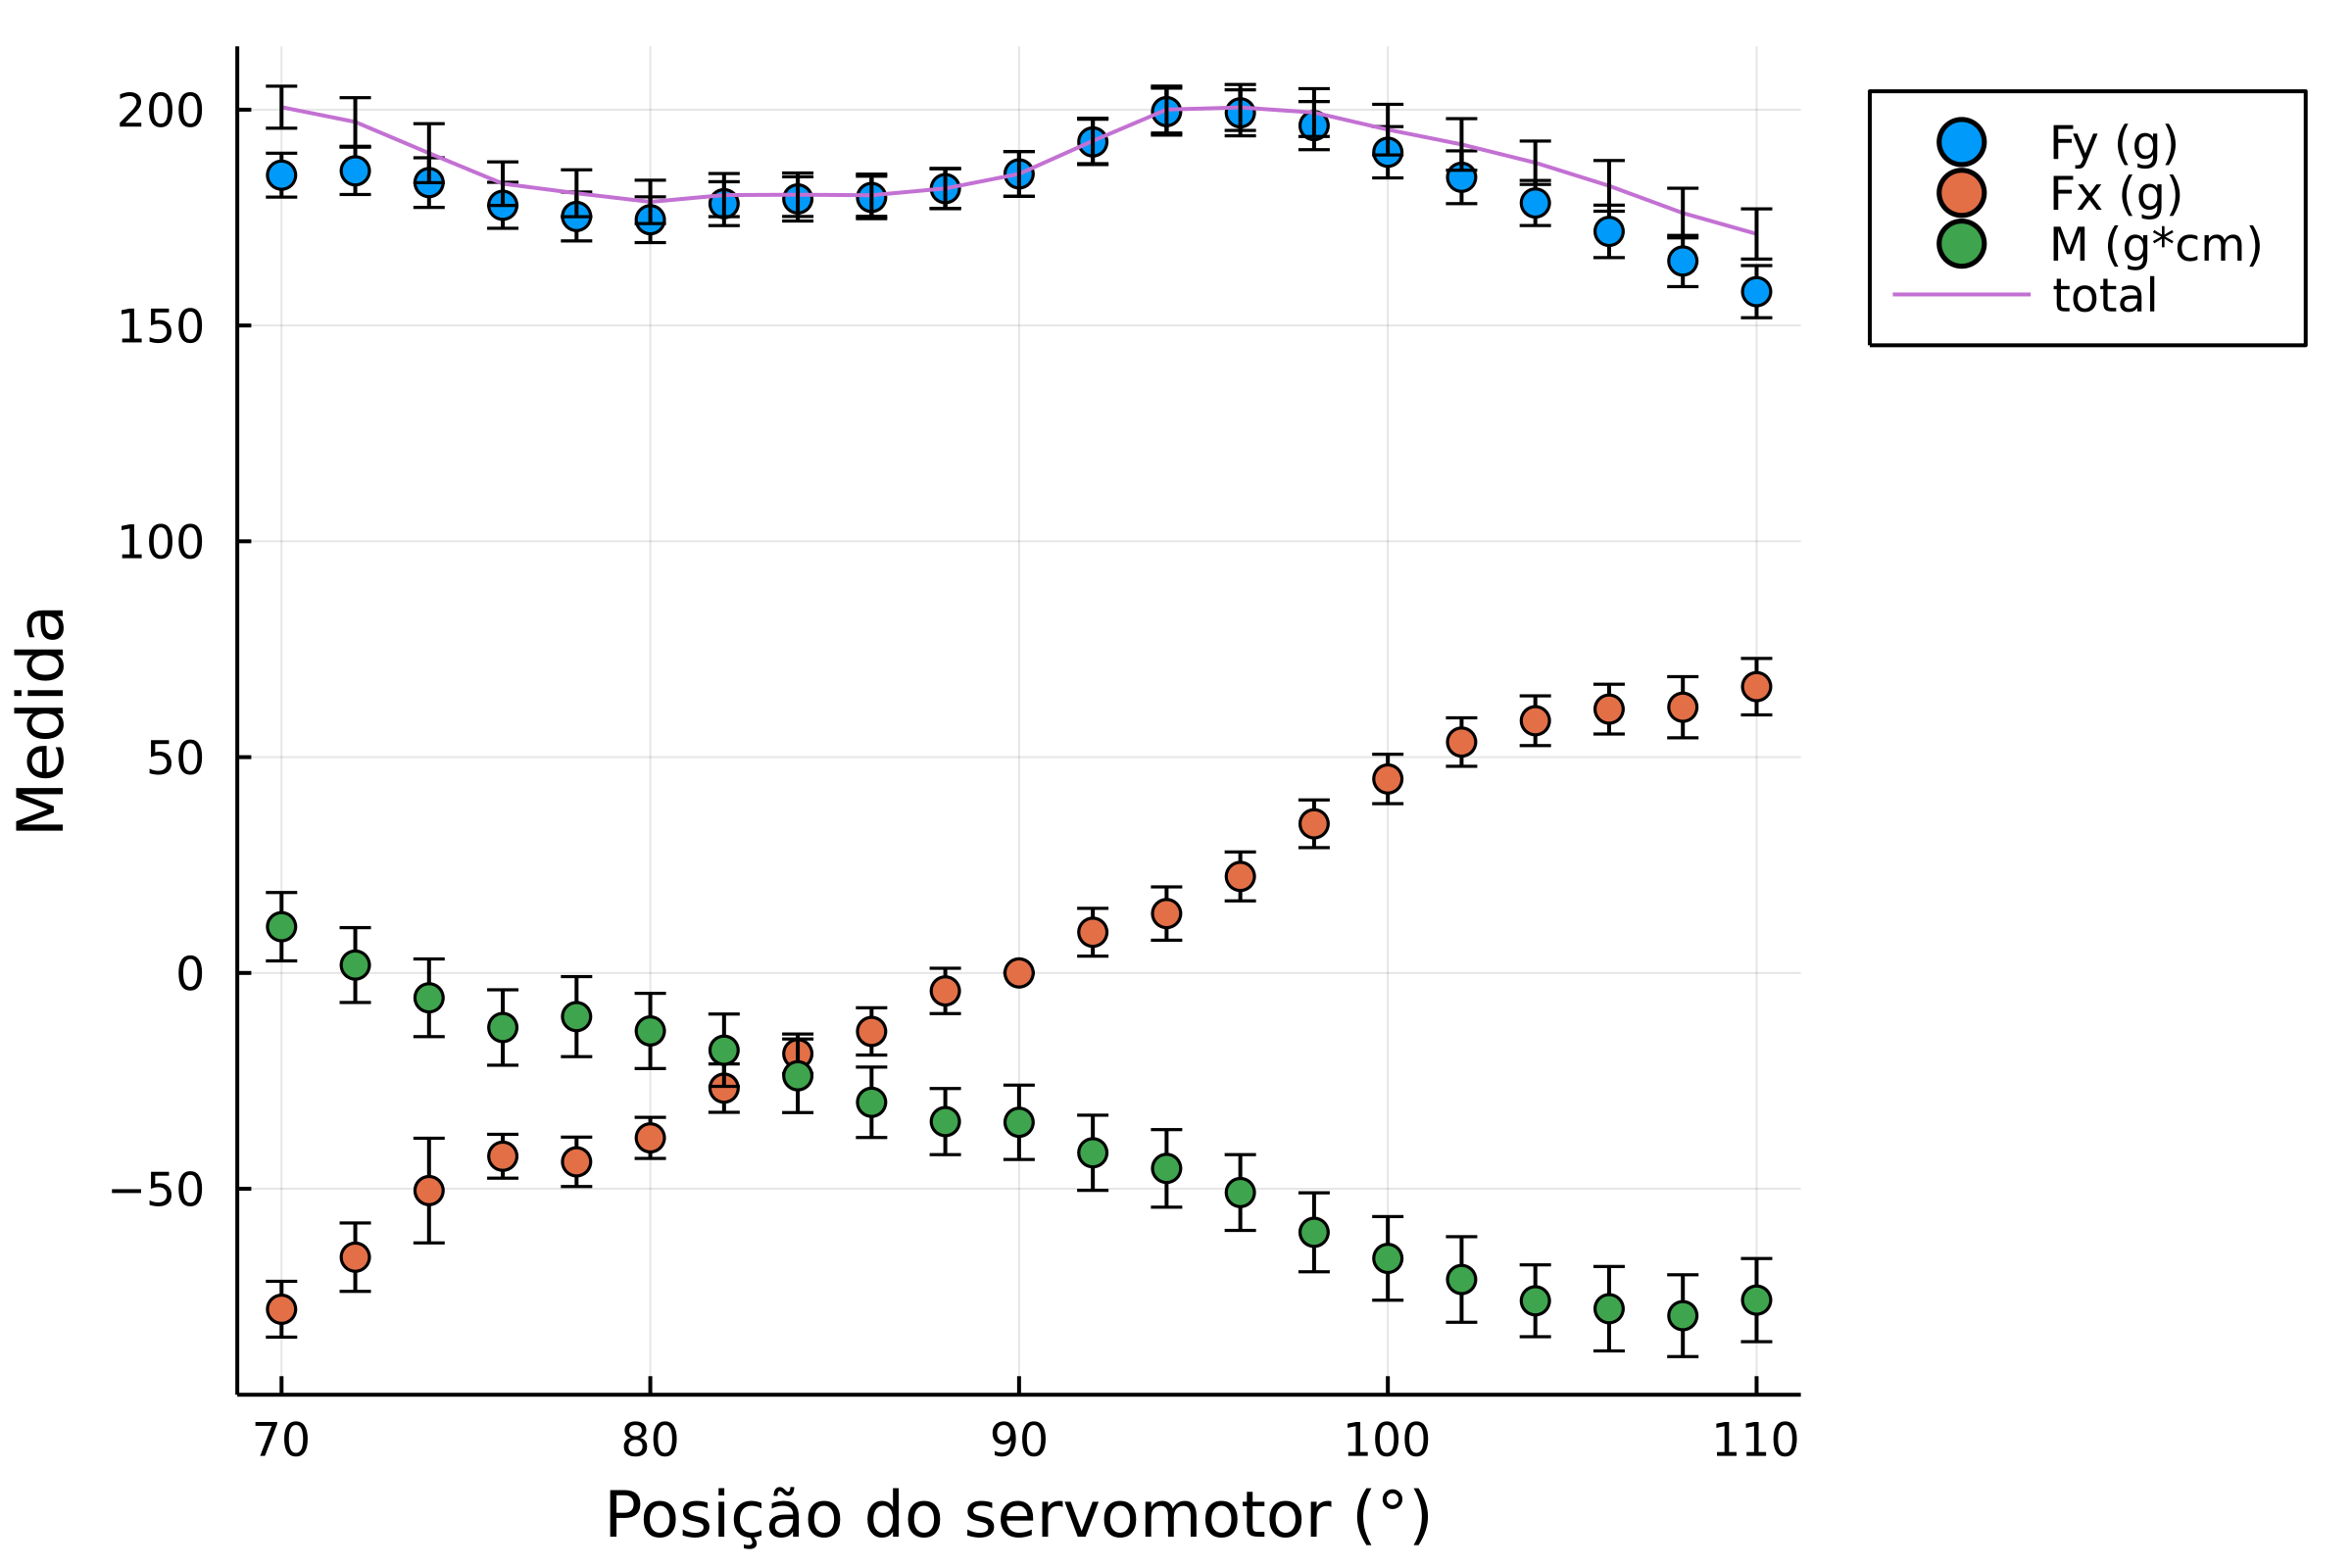 200
150
100
50
0
−50
Medida
70 80 90 100 110
Posição do servomotor (°)
Fy (g)
Fx (g)
M (g*cm)
total